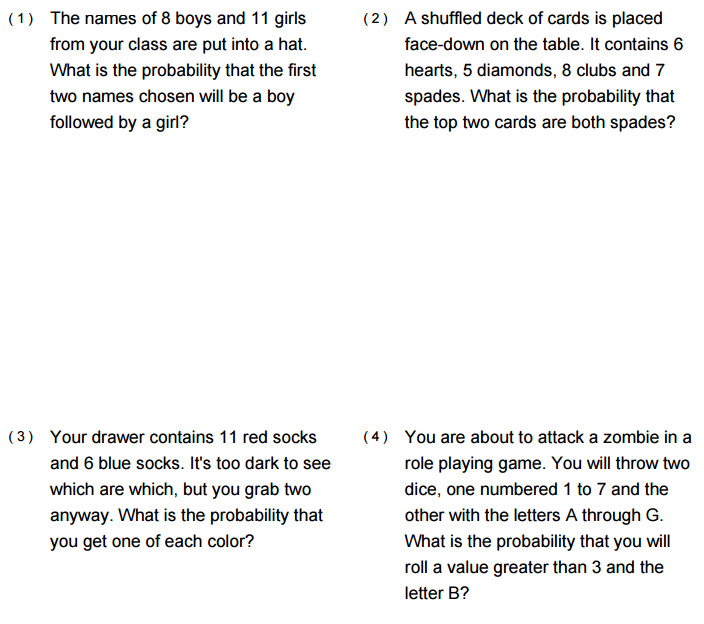 (1) The names of 8 boys and 11 girls
from your class are put into a hat.
What is the probability that the first
two names chosen will be a boy
followed by a girl?
(2) A shuffled deck of cards is placed
face-down on the table. It contains 6
hearts, 5 diamonds, 8 clubs and 7
spades. What is the probability that
the top two cards are both spades?
(3) Your drawer contains 11 red socks
and 6 blue socks. It's too dark to see
which are which, but you grab two
anyway. What is the probability that
you get one of each color?
(4) You are about to attack a zombie in a
role playing game. You will throw two
dice, one numbered 1 to 7 and the
other with the letters A through G.
What is the probability that you will
roll a value greater than 3 and the
letter B?